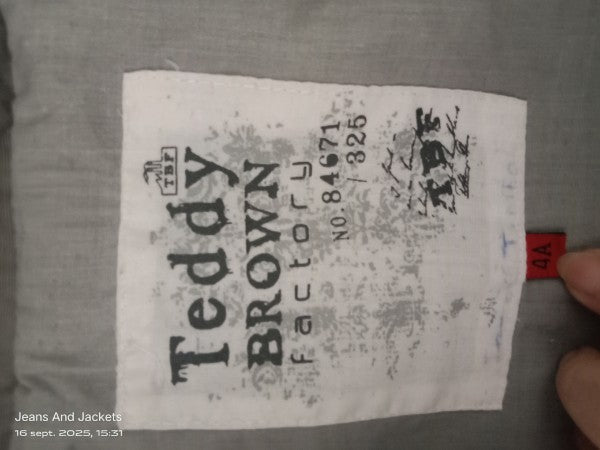 TBF
Teddy
BROWN
factory
NO.84671
/ 325
TBF
4A
Jeans And Jackets
16 sept. 2025, 15:31